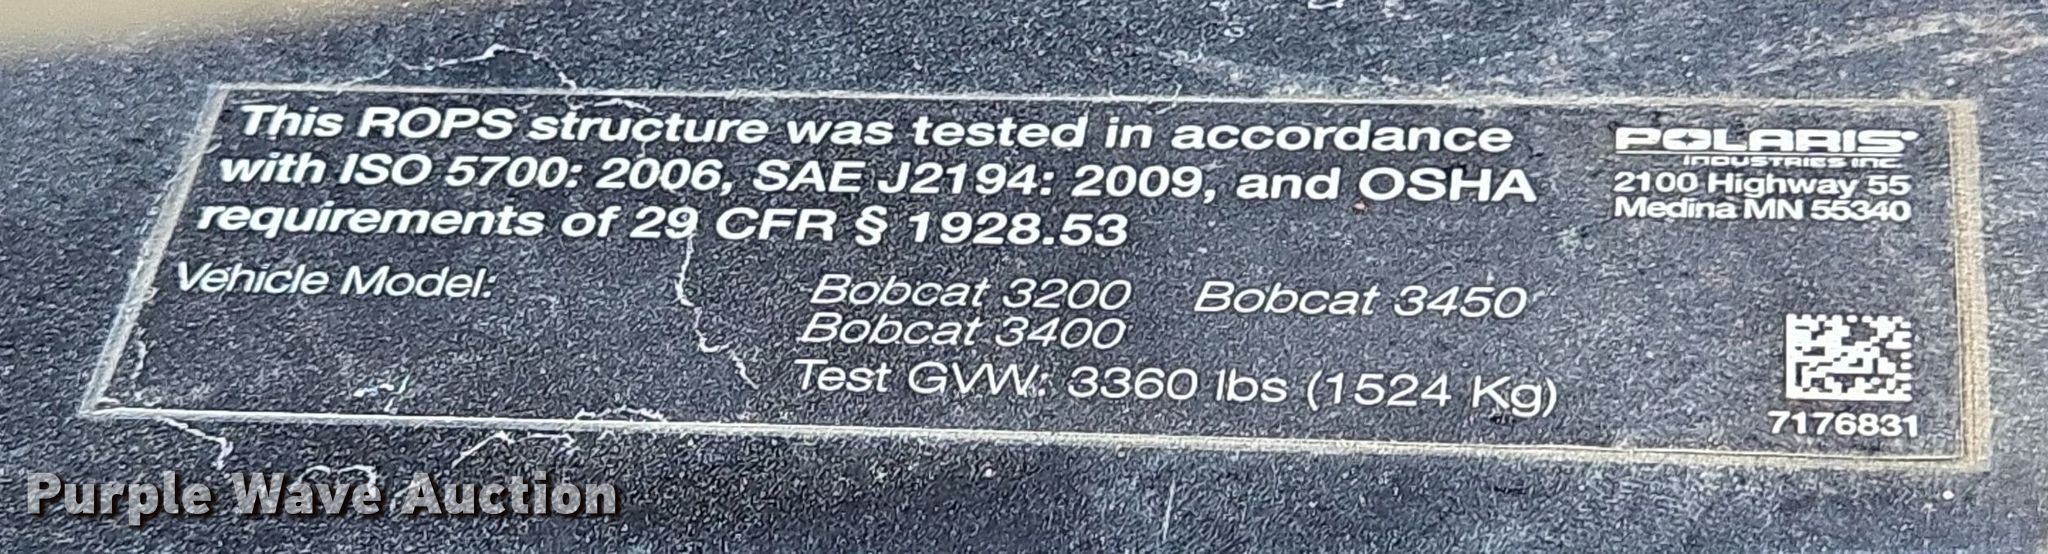 This ROPS structure was tested in accordance
with ISO 5700: 2006, SAE J2194: 2009, and OSHA
requirements of 29 CFR § 1928.53
POLARIS
INDUSTRIES INC
2100 Highway 55
Medina MN 55340
Vehicle Model:
Bobcat 3200 Bobcat 3450
Bobcat 3400
Test GVW: 3360 lbs (1524 Kg)
7176831
Purple Wave Auction